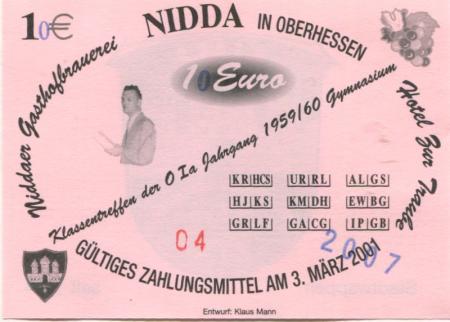 10€
NIDDA IN OBERHESSEN
Niddaer Gasthofbrauerei
10 Euro
Hotel Zur Traube
Klassentreffen der O Ia Jahrgang 1959/60 Gymnasium
KR HCS UR RL AL GS
HJ KS KM DH EW BG
GR LF GA CG IP GB
04
2007
GÜLTIGES ZAHLUNGSMITTEL AM 3. MÄRZ 2001
Entwurf: Klaus Mann